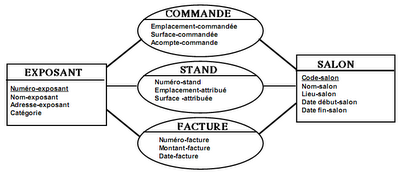 COMMANDE
Emplacement-commandée
Surface-commandée
Acompte-commande
EXPOSANT
Numéro-exposant
Nom-exposant
Adresse-exposant
Catégorie
STAND
Numéro-stand
Emplacement-attribué
Surface -attribuée
SALON
Code-salon
Nom-salon
Lieu-salon
Date début-salon
Date fin-salon
FACTURE
Numéro-facture
Montant-facture
Date-facture